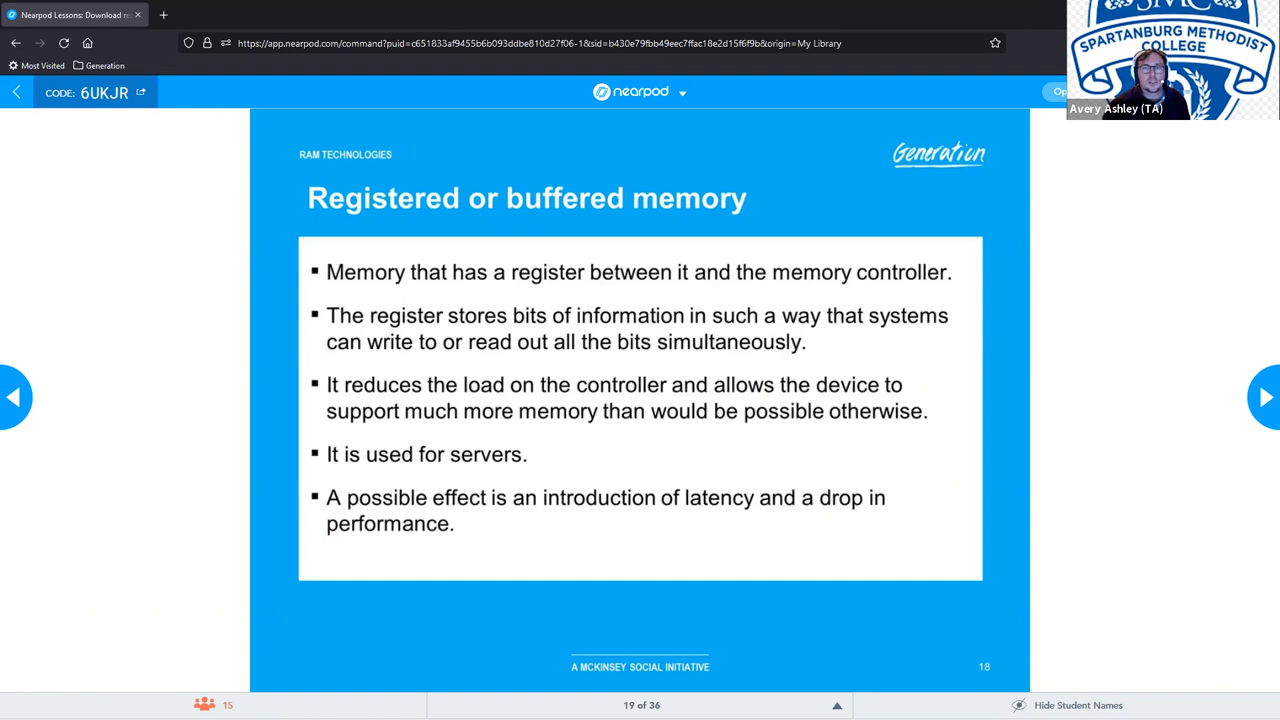 Nearpod Lessons: Download re
https://app.nearpod.com/command?puid=c651833af9455b6b093ddbe810d27f06-1&sid=b430e79fbb49eec7ffac18e2d15f6f9b&origin=My Library
Most Visited
Generation
SMC
SPARTANBURG METHODIST
COLLEGE
Avery Ashley (TA)
CODE: 6UKJR
nearpod
Op
RAM TECHNOLOGIES
Generation
Registered or buffered memory
▪ Memory that has a register between it and the memory controller.
▪ The register stores bits of information in such a way that systems
can write to or read out all the bits simultaneously.
▪ It reduces the load on the controller and allows the device to
support much more memory than would be possible otherwise.
▪ It is used for servers.
▪ A possible effect is an introduction of latency and a drop in
performance.
A MCKINSEY SOCIAL INITIATIVE
18
15
19 of 36
Hide Student Names